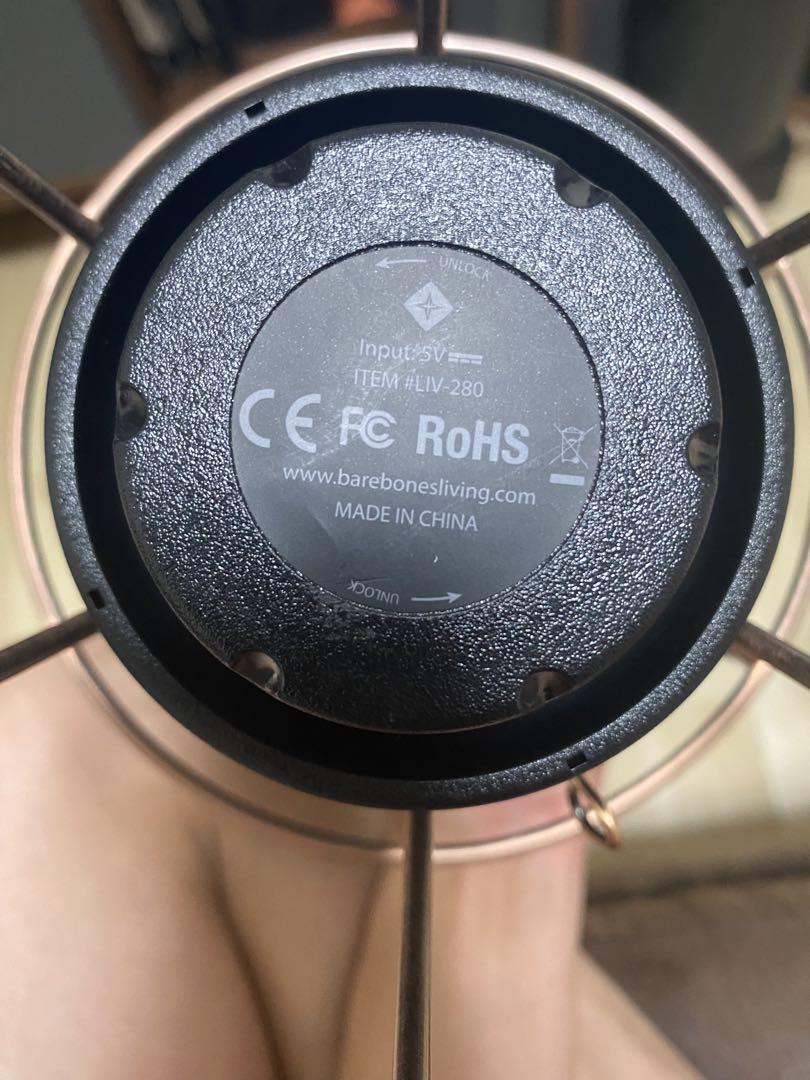 UNLOCK
Input: 5V
ITEM #LIV-280
CE FC RoHS
www.barebonesliving.com
MADE IN CHINA
UNLOCK